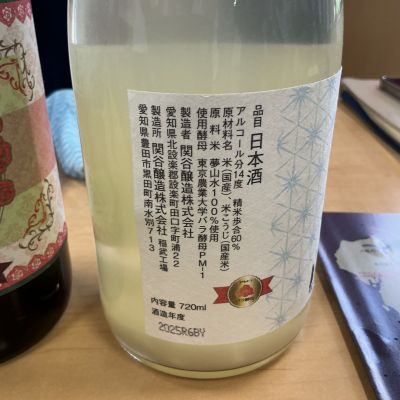 品目 日本酒
アルコール分14度 精米歩合60%
原材料名 米(国産)・米こうじ(国産米)
原料米 夢山水100%使用
使用酵母 東京農業大学バラ酵母PM-1
製造者 関谷醸造株式会社
愛知県北設楽郡設楽町田口字町浦22
製造所 関谷醸造株式会社 稲武工場
愛知県豊田市黒田町南水別713
内容量 720ml
酒造年度
2025R6BY